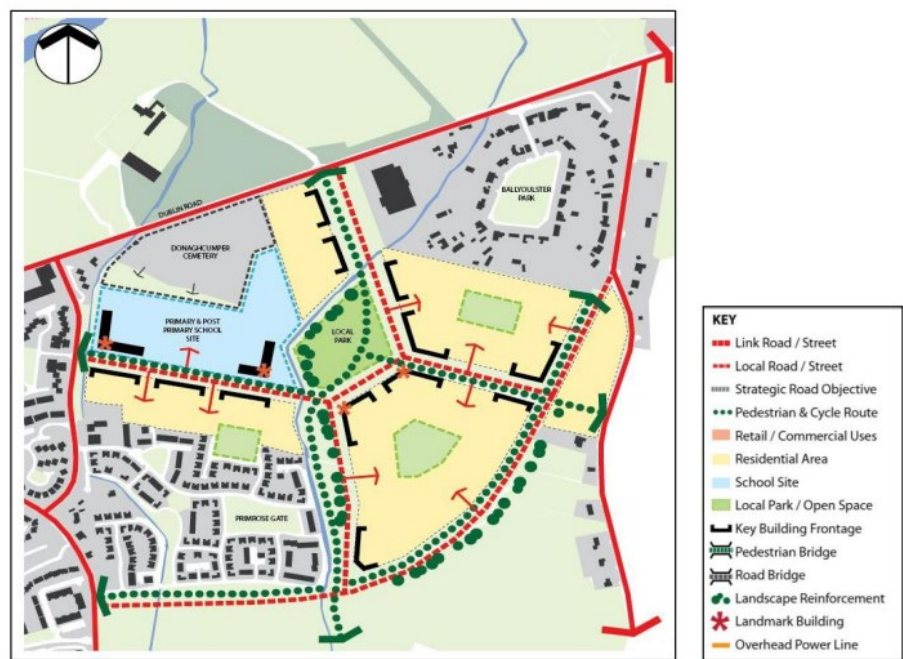 DUBLIN ROAD
BALLYOULSTER
PARK
DONAGHCUMPER
CEMETERY
PRIMARY & POST
PRIMARY SCHOOL
SITE
LOCAL
PARK
PRIMROSE GATE
KEY
Link Road / Street
Local Road / Street
Strategic Road Objective
Pedestrian & Cycle Route
Retail / Commercial Uses
Residential Area
School Site
Local Park / Open Space
Key Building Frontage
Pedestrian Bridge
Road Bridge
Landscape Reinforcement
Landmark Building
Overhead Power Line